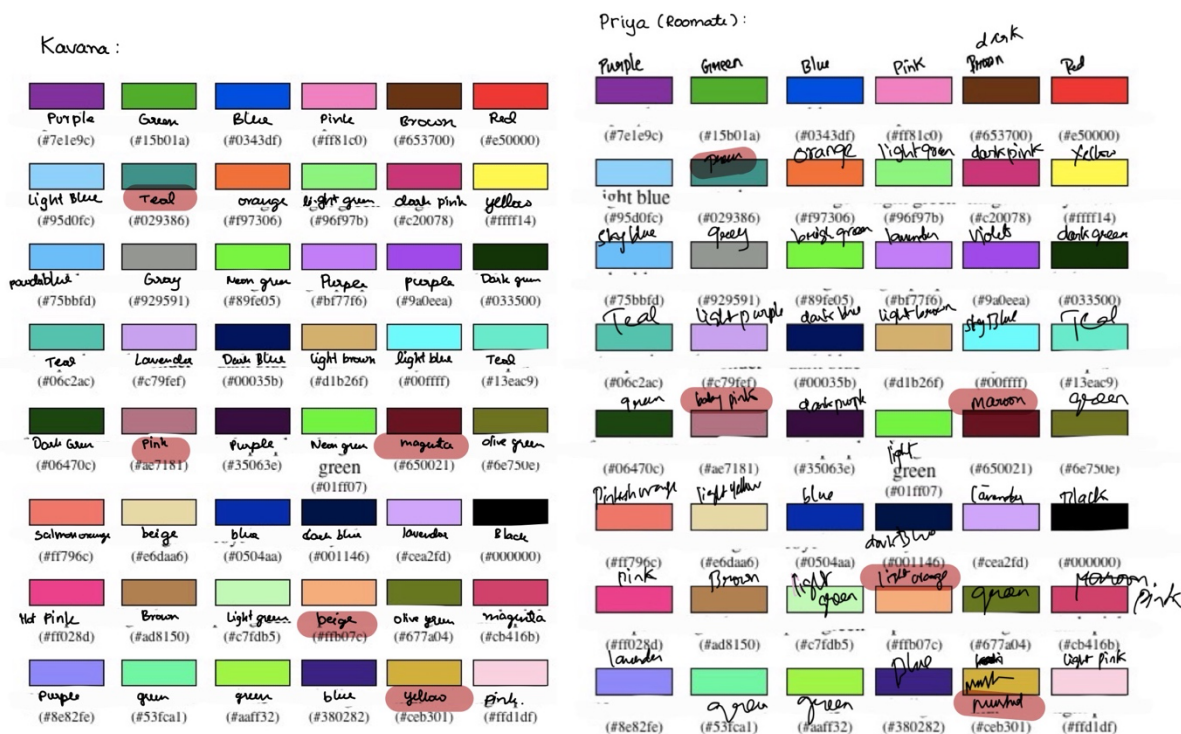 Kavana :
Purple Green Blue Pink Brown Red
(#7e1e9c) (#15b01a) (#0343df) (#ff81c0) (#653700) (#e50000)
light Blue Teal orange light green dark pink yellow
(#95d0fc) (#029386) (#f97306) (#96f97b) (#c20078) (#ffff14)
powdablue Gray Neon green Purple purple Dark green
(#75bbfd) (#929591) (#89fe05) (#bf77f6) (#9a0eea) (#033500)
Teal Lavender Dark Blue light brown light blue Teal
(#06c2ac) (#c79fef) (#00035b) (#d1b26f) (#00ffff) (#13eac9)
Dark Green Pink Purple Neon green magenta olive green
(#06470c) (#ae7181) (#35063e) green (#650021) (#6e750e)
(#01ff07)
Salmon orange beige blue dark blue lavender Black
(#ff796c) (#e6daa6) (#0504aa) (#001146) (#cea2fd) (#000000)
Hot Pink Brown light green beige olive green magenta
(#ff028d) (#ad8150) (#c7fdb5) (#ffb07c) (#677a04) (#cb416b)
Purple green green blue yellow pink.
(#8e82fe) (#53fca1) (#aaff32) (#380282) (#ceb301) (#ffd1df)
Priya (Roomate) :
dark
Purple Green Blue Pink Brown Red
(#7e1e9c) (#15b01a) (#0343df) (#ff81c0) (#653700) (#e50000)
orange light green dark pink Yellow
ight blue
(#95d0fc) (#029386) (#f97306) (#96f97b) (#c20078) (#ffff14)
sky blue grey bright green lavender violet dark green
(#75bbfd) (#929591) (#89fe05) (#bf77f6) (#9a0eea) (#033500)
Teal light purple dark blue light brown sky Blue Teal
(#06c2ac) (#c79fef) (#00035b) (#d1b26f) (#00ffff) (#13eac9)
green baby pink dark purple maroon green
light
(#06470c) (#ae7181) (#35063e) green (#650021) (#6e750e)
(#01ff07)
Pinkish orange light yellow blue Lavender Black
dark Blue
(#ff796c) (#e6daa6) (#0504aa) (#001146) (#cea2fd) (#000000)
Pink Brown light green light orange green Pink
(#ff028d) (#ad8150) (#c7fdb5) (#ffb07c) (#677a04) (#cb416b)
lavender green green blue light pink
(#8e82fe) (#53fca1) (#aaff32) (#380282) (#ceb301) (#ffd1df)